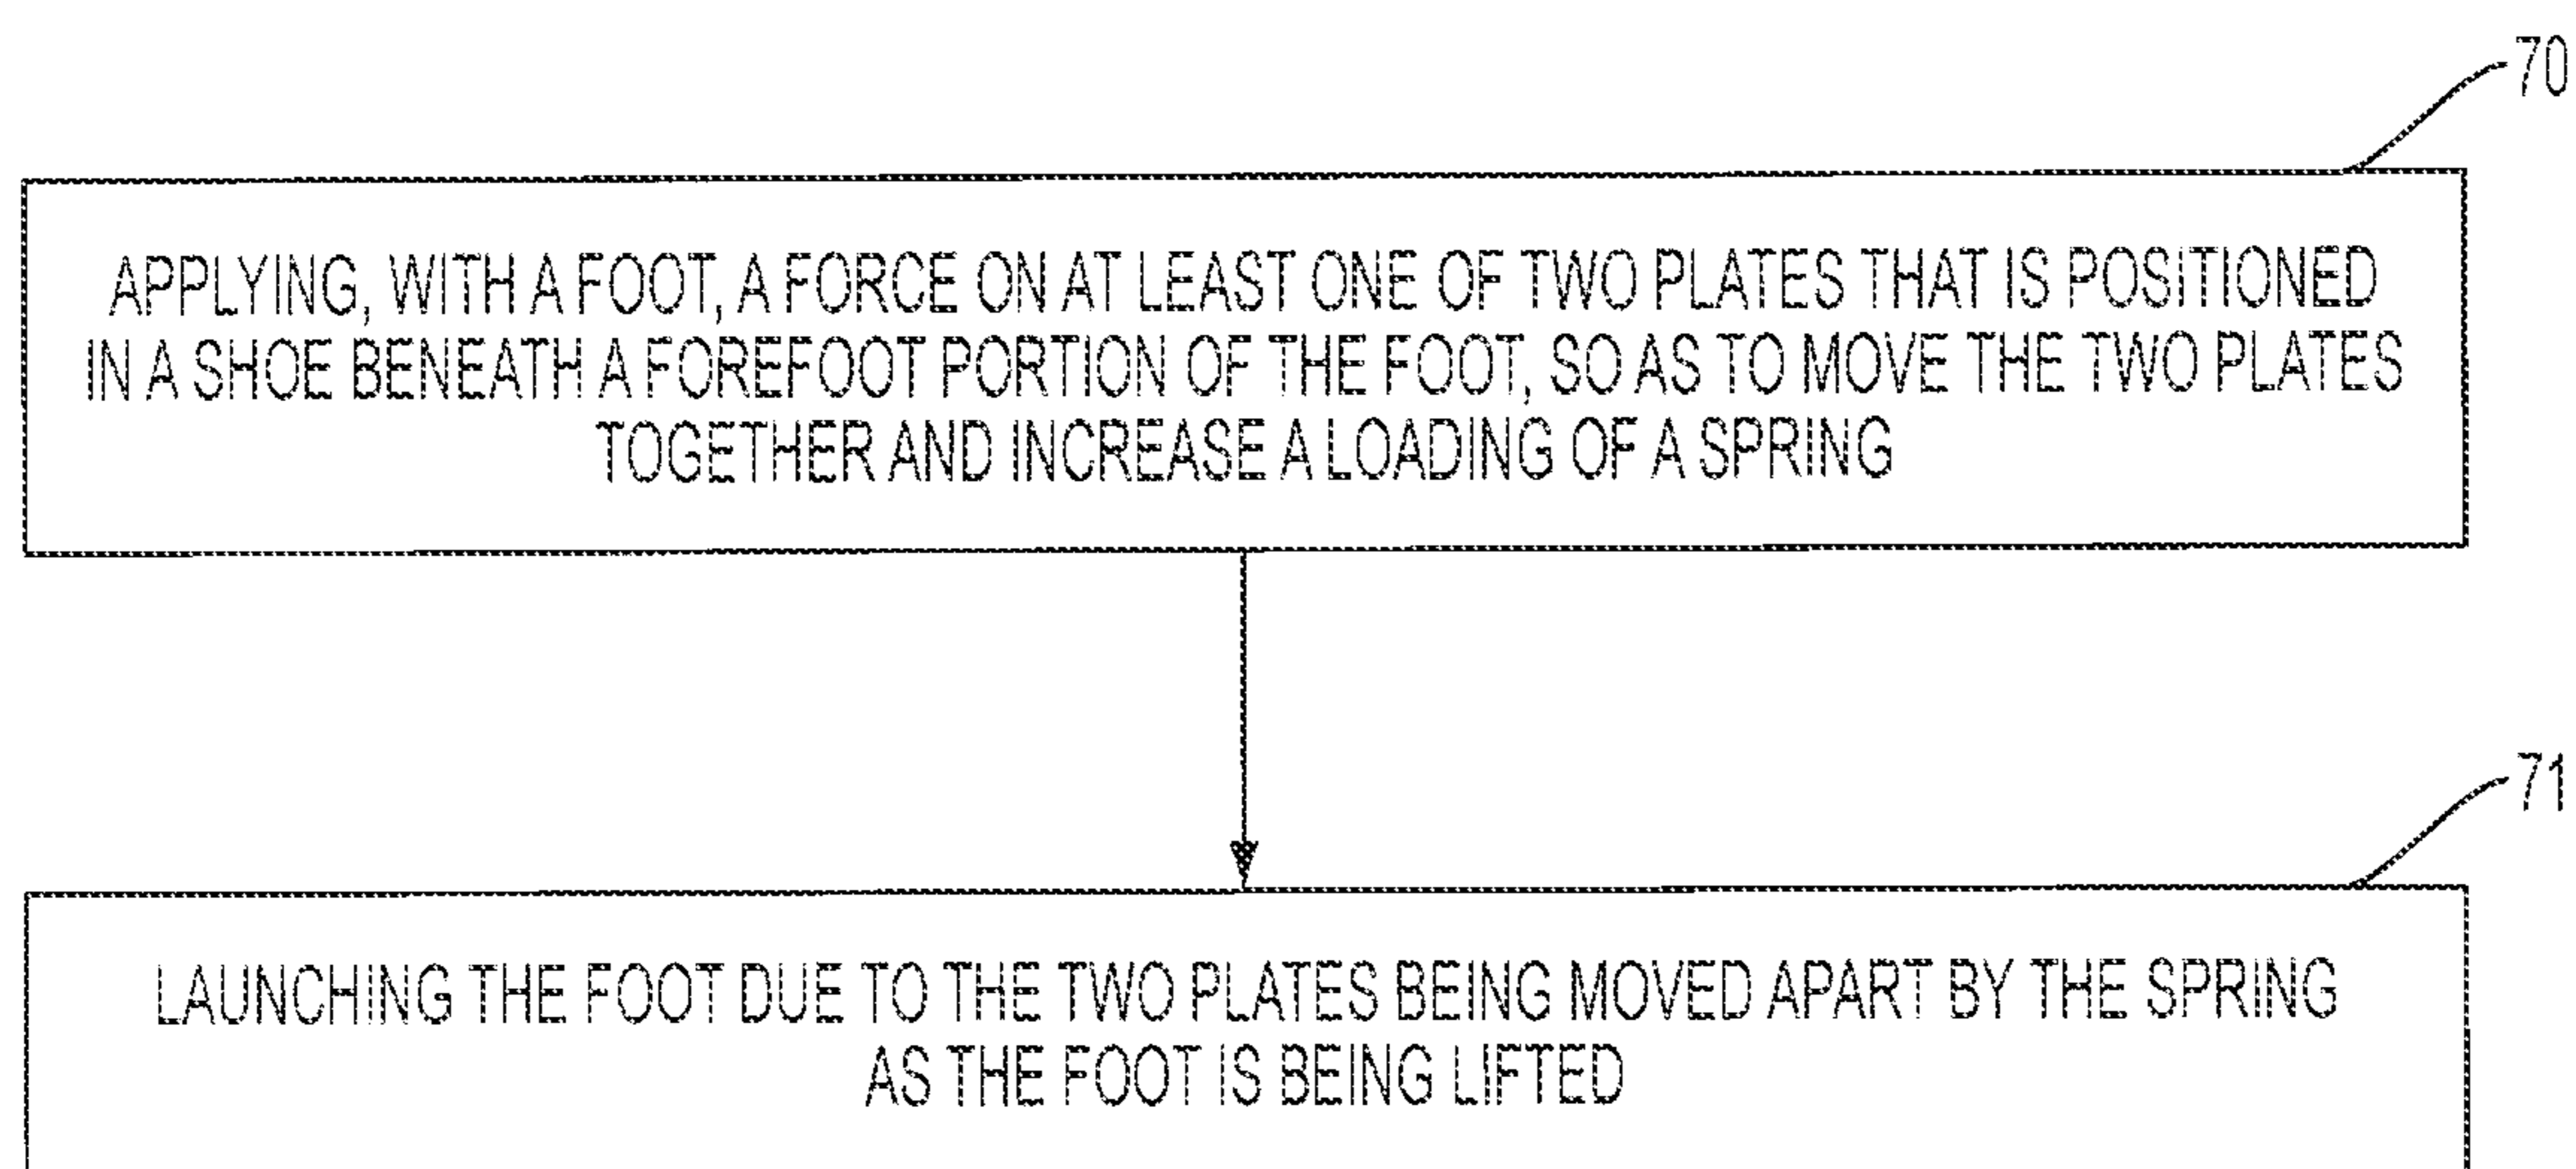 70
APPLYING, WITH A FOOT, A FORCE ON AT LEAST ONE OF TWO PLATES THAT IS POSITIONED
IN A SHOE BENEATH A FOREFOOT PORTION OF THE FOOT, SO AS TO MOVE THE TWO PLATES
TOGETHER AND INCREASE A LOADING OF A SPRING
71
LAUNCHING THE FOOT DUE TO THE TWO PLATES BEING MOVED APART BY THE SPRING
AS THE FOOT IS BEING LIFTED